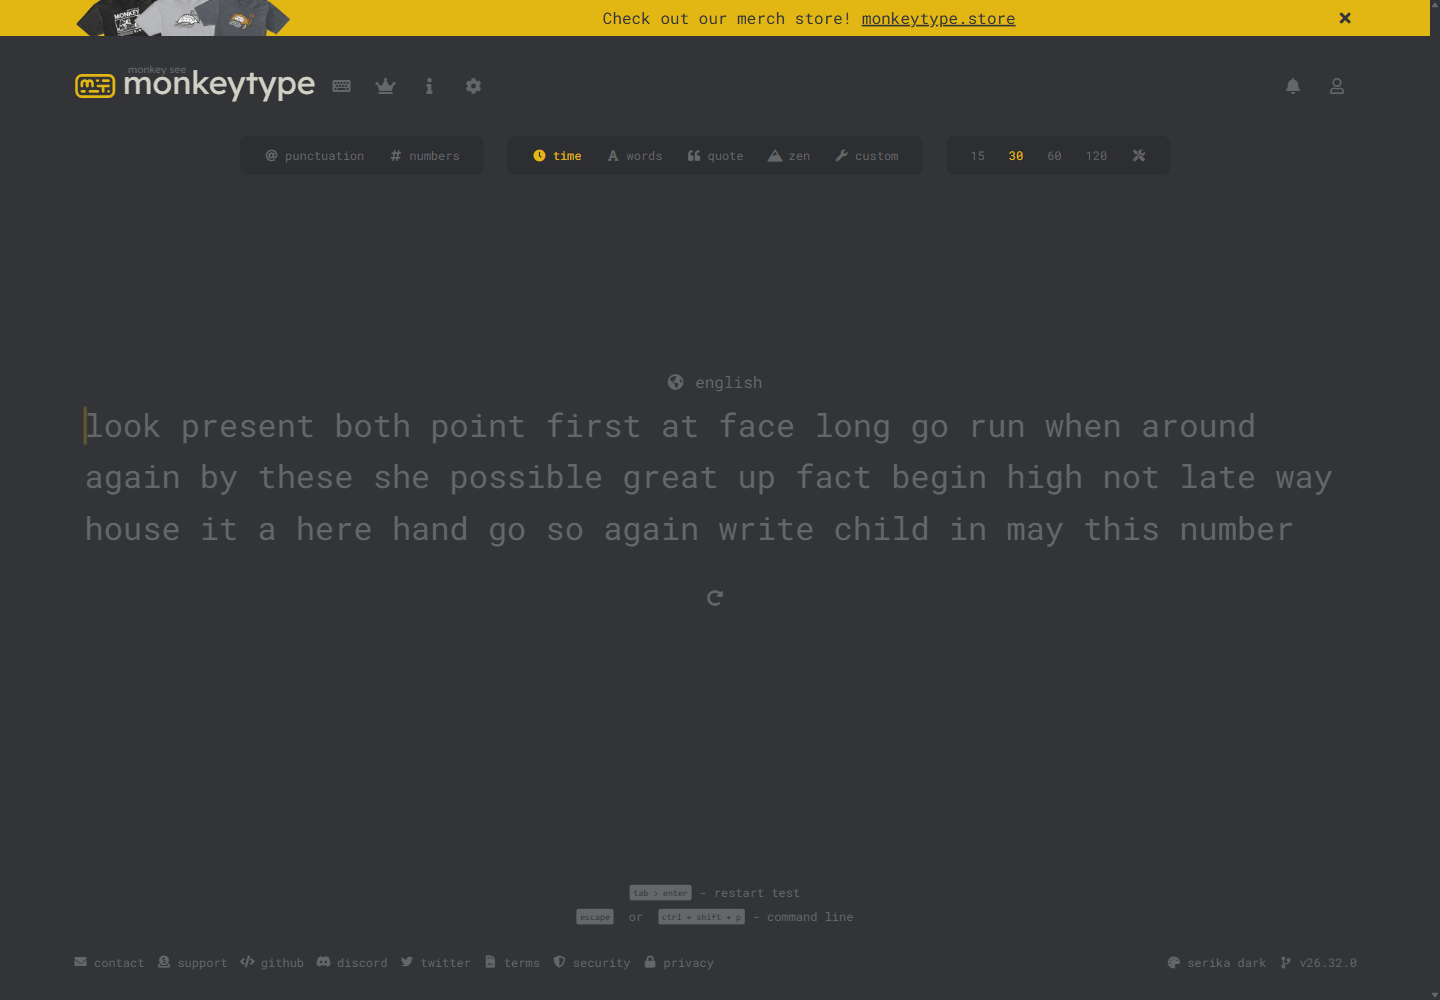 MONKEY
Check out our merch store! monkeytype.store
monkey see
monkeytype
punctuation numbers time words quote zen custom 15 30 60 120
english
look present both point first at face long go run when around
again by these she possible great up fact begin high not late way
house it a here hand go so again write child in may this number
tab > enter - restart test
escape or ctrl + shift + p - command line
contact support github discord twitter terms security privacy serika dark v26.32.0